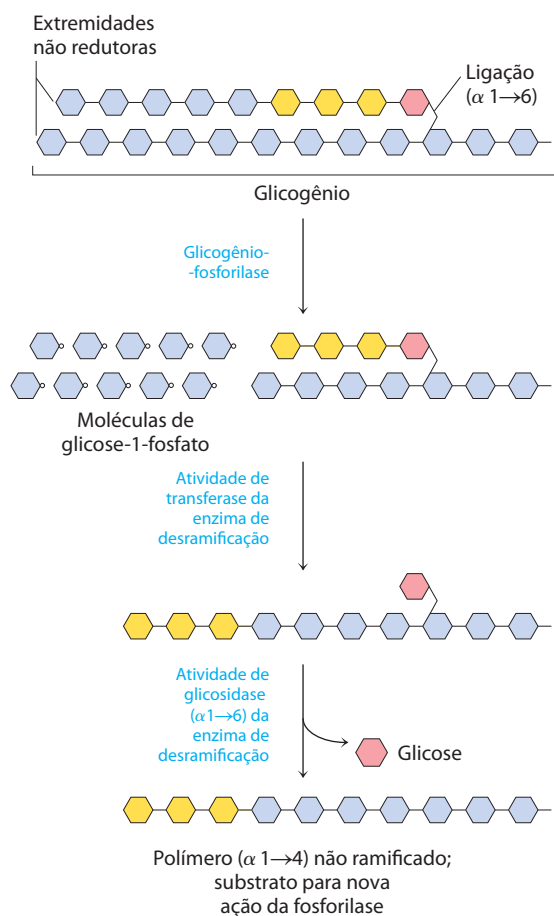 Extremidades
não redutoras
Ligação
(α 1→6)
Glicogênio
Glicogênio-
-fosforilase
Moléculas de
glicose-1-fosfato
Atividade de
transferase da
enzima de
desramificação
Atividade de
glicosidase
(α1→6) da
enzima de
desramificação
Glicose
Polímero (α 1→4) não ramificado;
substrato para nova
ação da fosforilase